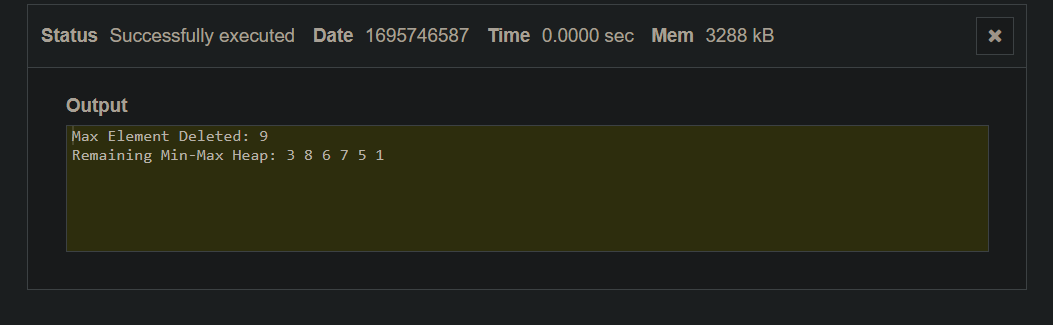 Status Successfully executed Date 1695746587 Time 0.0000 sec Mem 3288 kB
Output
Max Element Deleted: 9
Remaining Min-Max Heap: 3 8 6 7 5 1